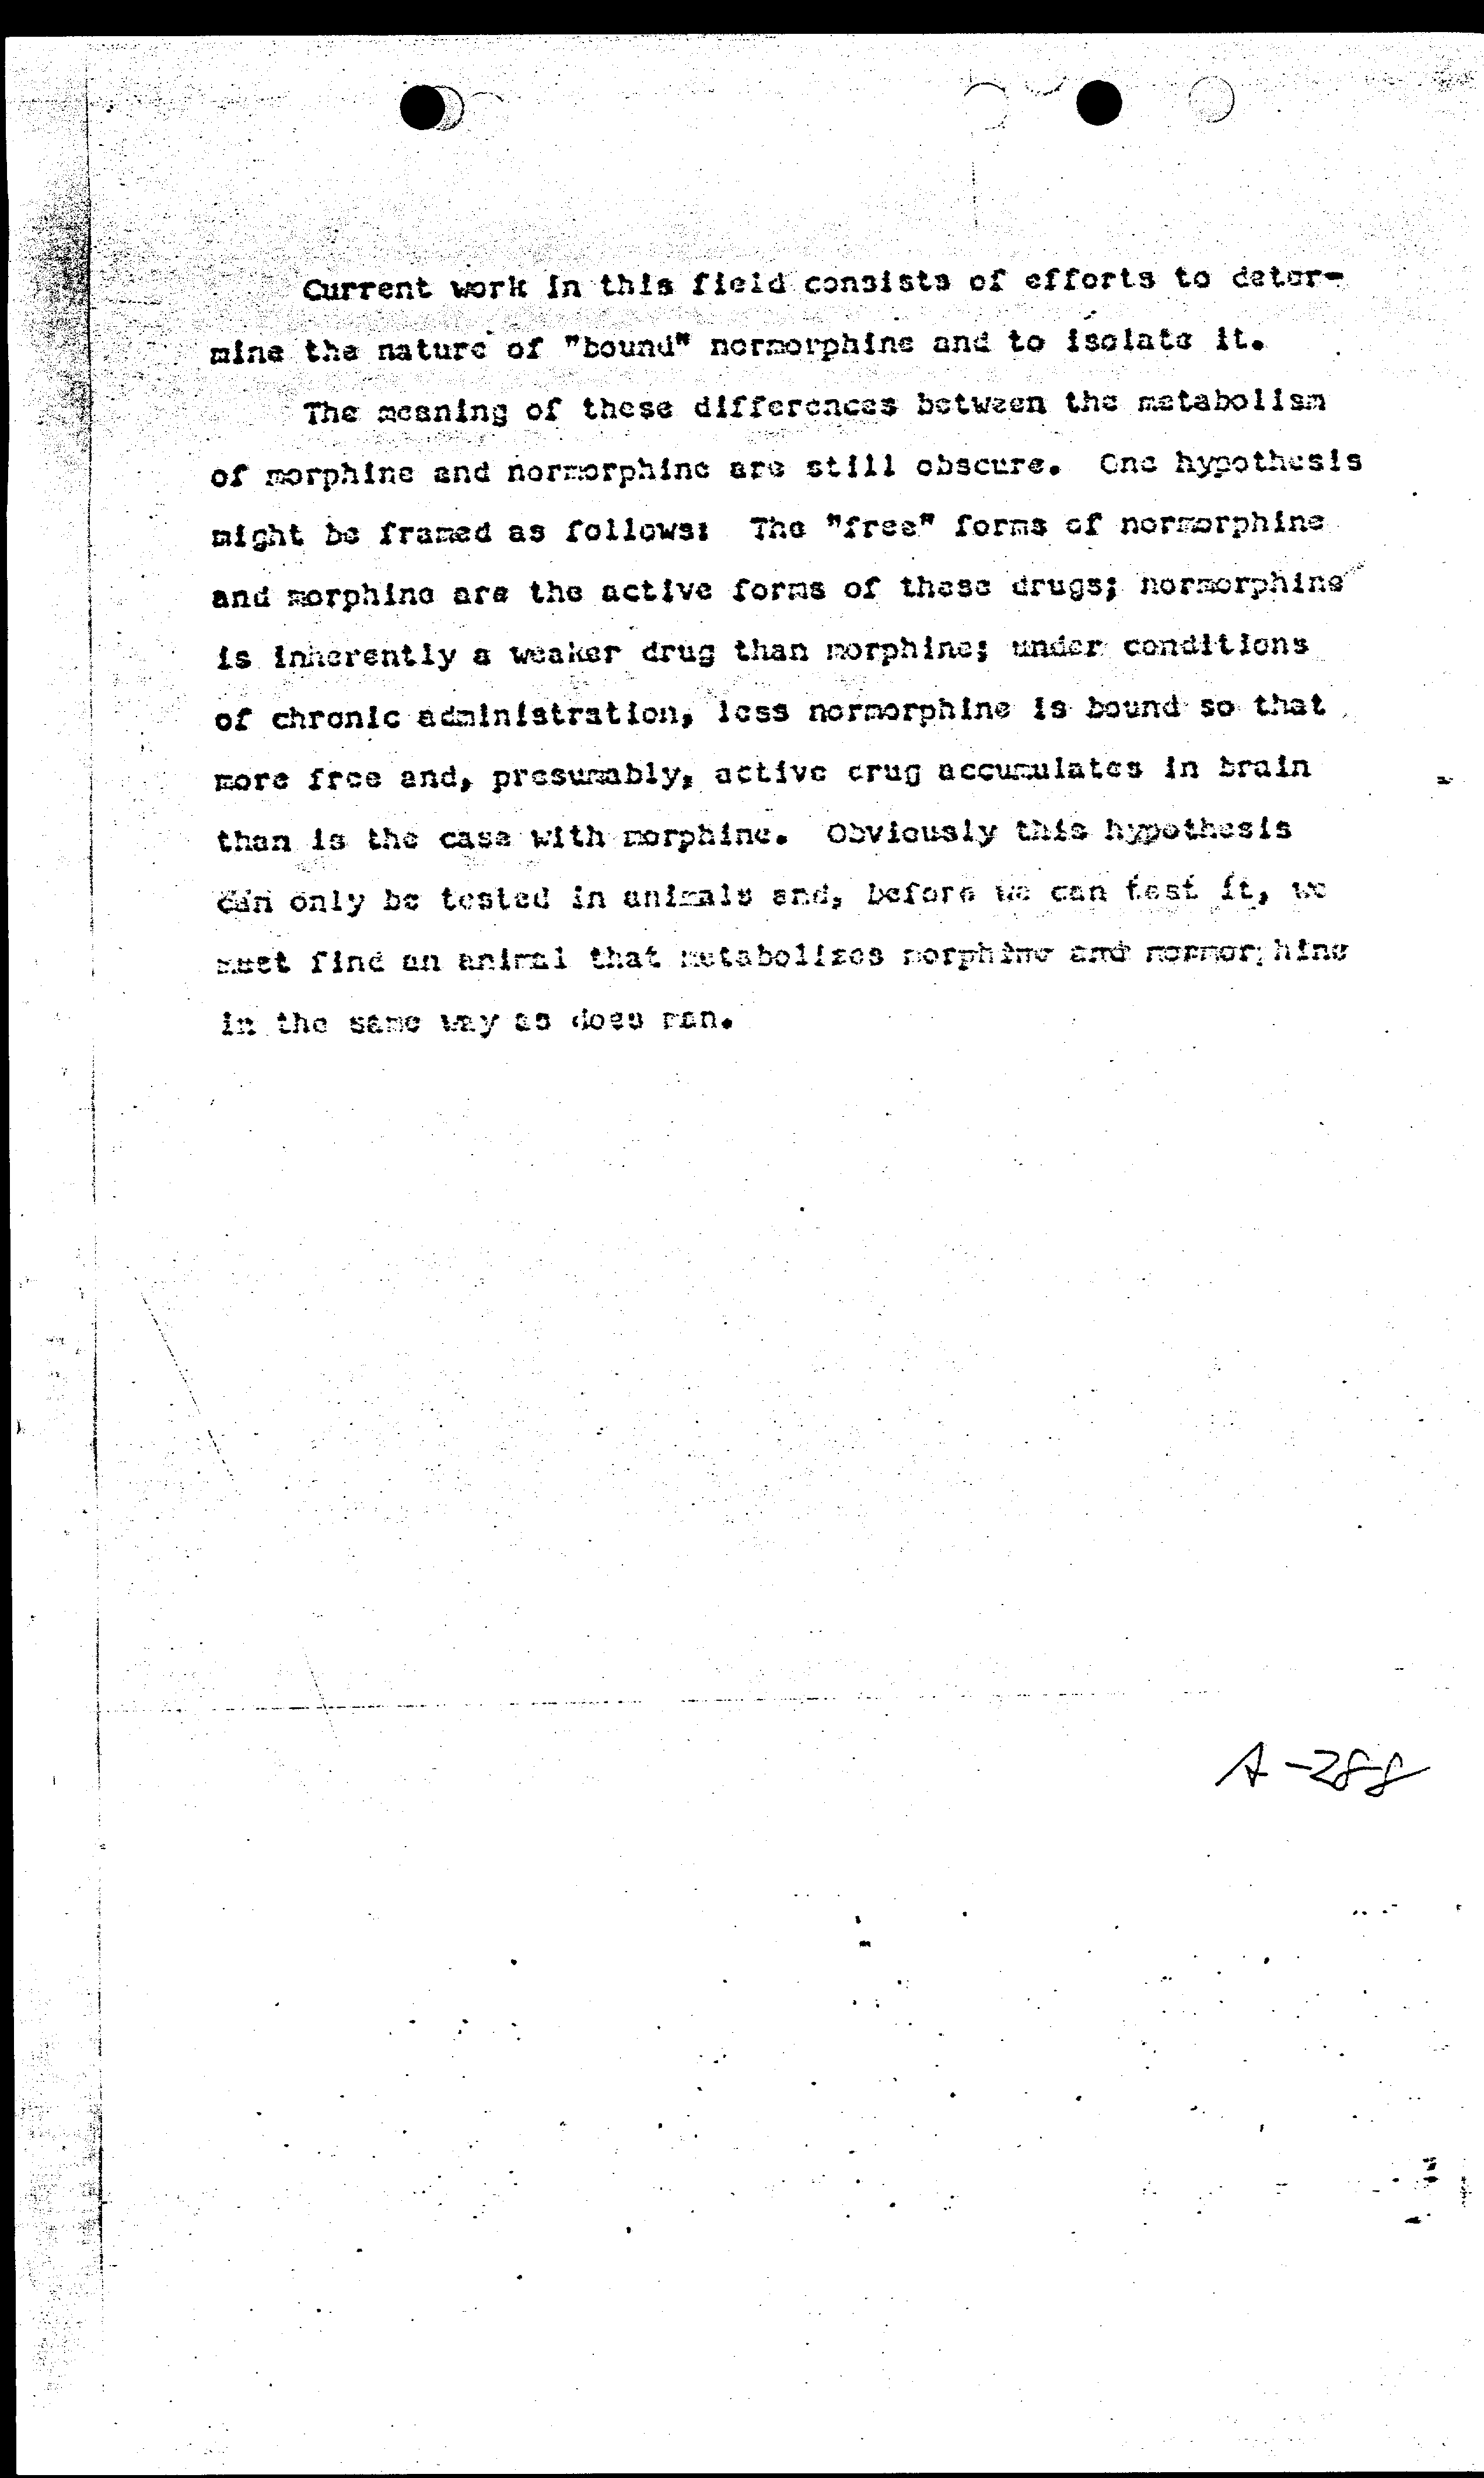 Current work in this field consists of efforts to deter-
mine the nature of "bound" normorphine and to isolate it.
The meaning of these differences between the metabolism
of morphine and normorphine are still obscure. One hypothesis
might be framed as follows: The "free" forms of normorphine
and morphine are the active forms of these drugs; normorphine
is inherently a weaker drug than morphine; under conditions
of chronic administration, less normorphine is bound so that
more free and, presumably, active drug accumulates in brain
than is the case with morphine. Obviously this hypothesis
can only be tested in animals and, before we can test it, we
must find an animal that metabolizes morphine and normorphine
in the same way as does man.
A-288